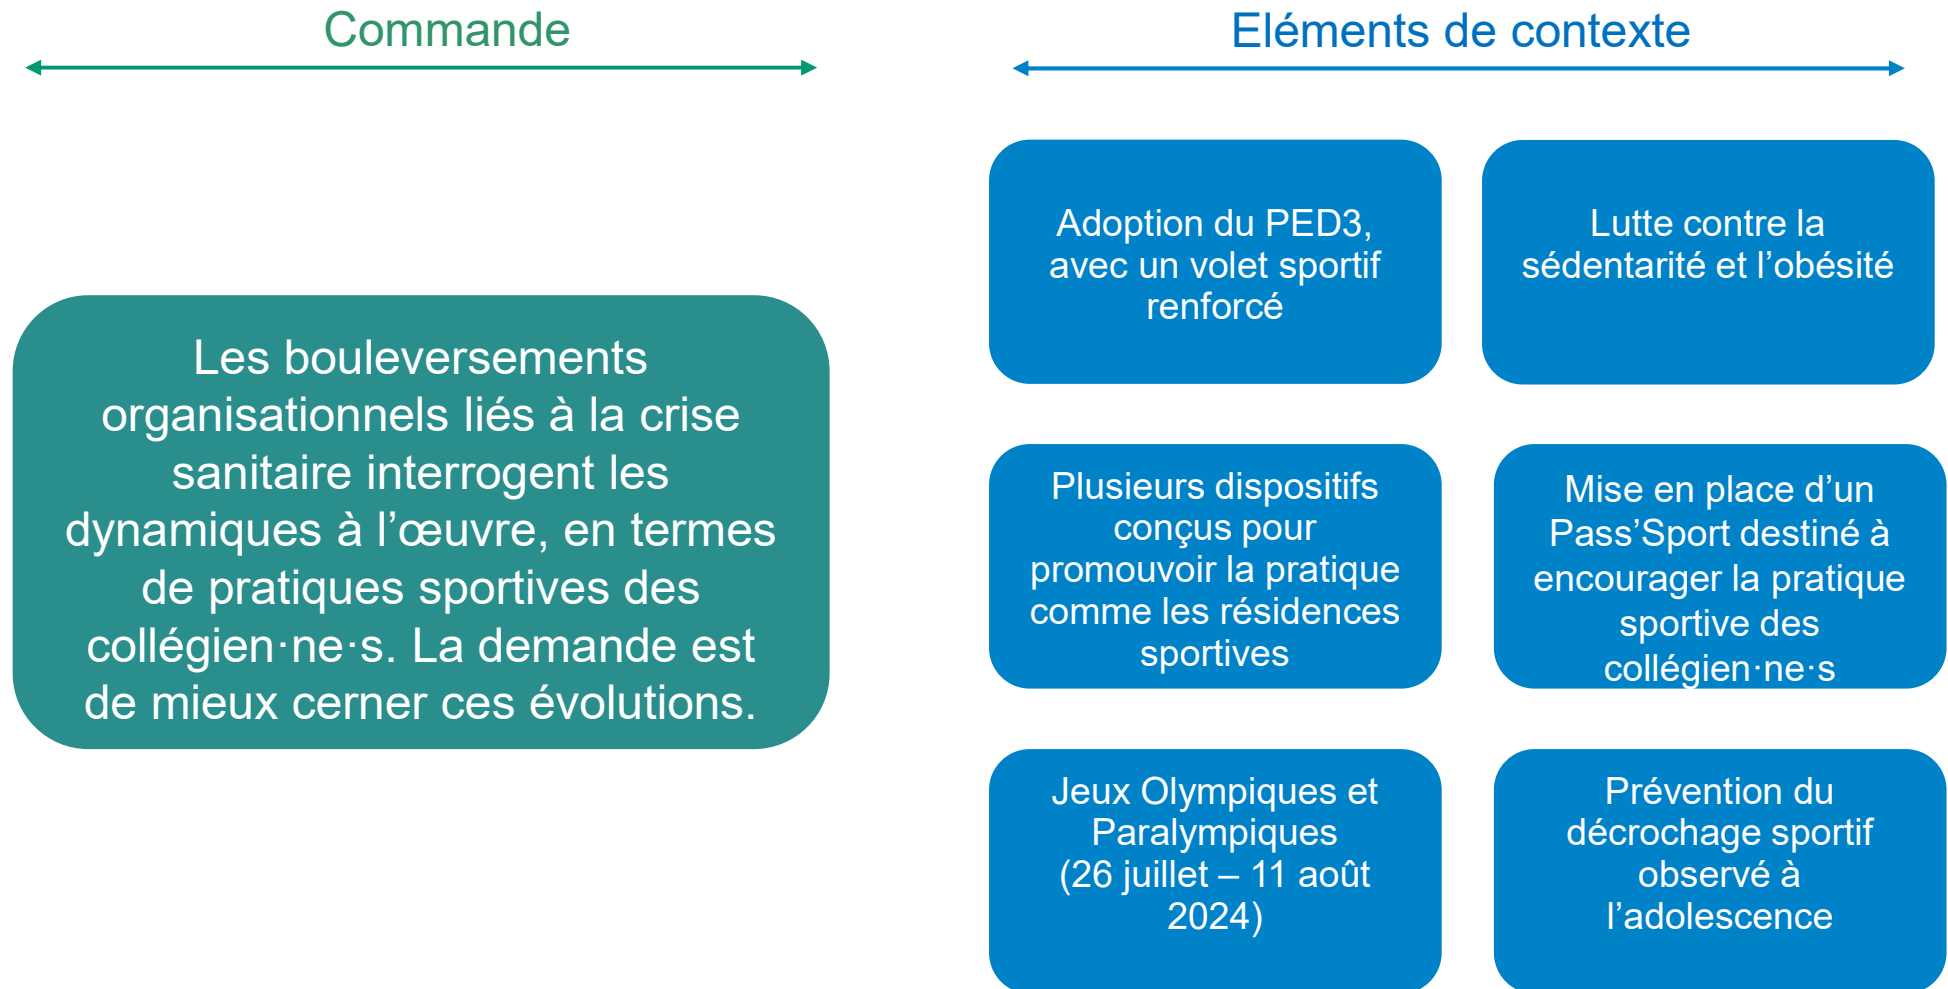 Commande
Les bouleversements
organisationnels liés à la crise
sanitaire interrogent les
dynamiques à l’œuvre, en termes
de pratiques sportives des
collégien·ne·s. La demande est
de mieux cerner ces évolutions.
Eléments de contexte
Adoption du PED3,
avec un volet sportif
renforcé
Lutte contre la
sédentarité et l’obésité
Plusieurs dispositifs
conçus pour
promouvoir la pratique
comme les résidences
sportives
Mise en place d’un
Pass’Sport destiné à
encourager la pratique
sportive des
collégien·ne·s
Jeux Olympiques et
Paralympiques
(26 juillet – 11 août
2024)
Prévention du
décrochage sportif
observé à
l’adolescence